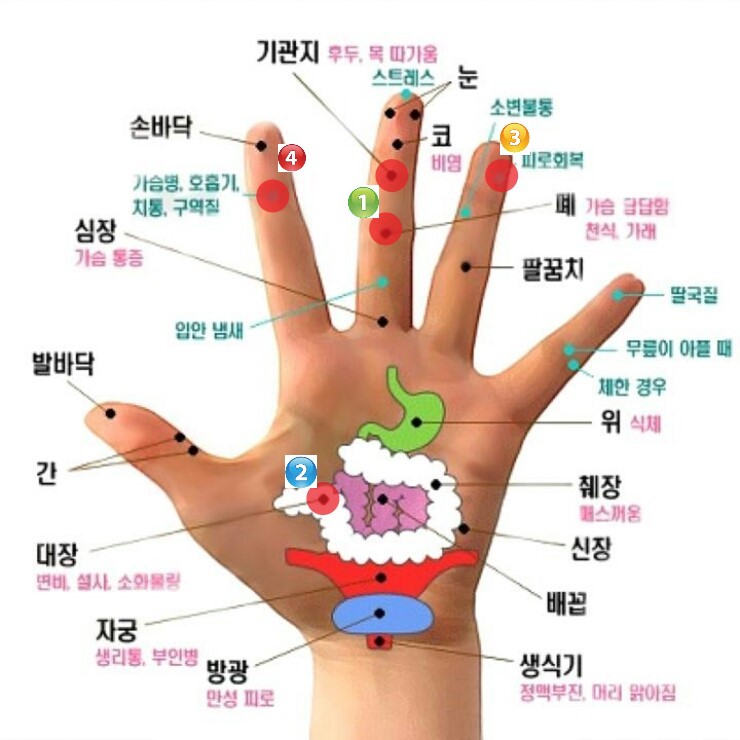 기관지 후두, 목 따가움
스트레스
눈
손바닥
코
비염
소변불통
3
4
피로회복
가슴병, 호흡기,
치통, 구역질
1
폐 가슴 답답함
천식, 가래
심장
가슴 통증
팔꿈치
딸국질
입안 냄새
무릎이 아플 때
체한 경우
발바닥
위 식체
간
2
췌장
메스꺼움
대장
변비, 설사, 소화불량
신장
배꼽
자궁
생리통, 부인병
방광
만성 피로
생식기
정맥부진, 머리 맑아짐